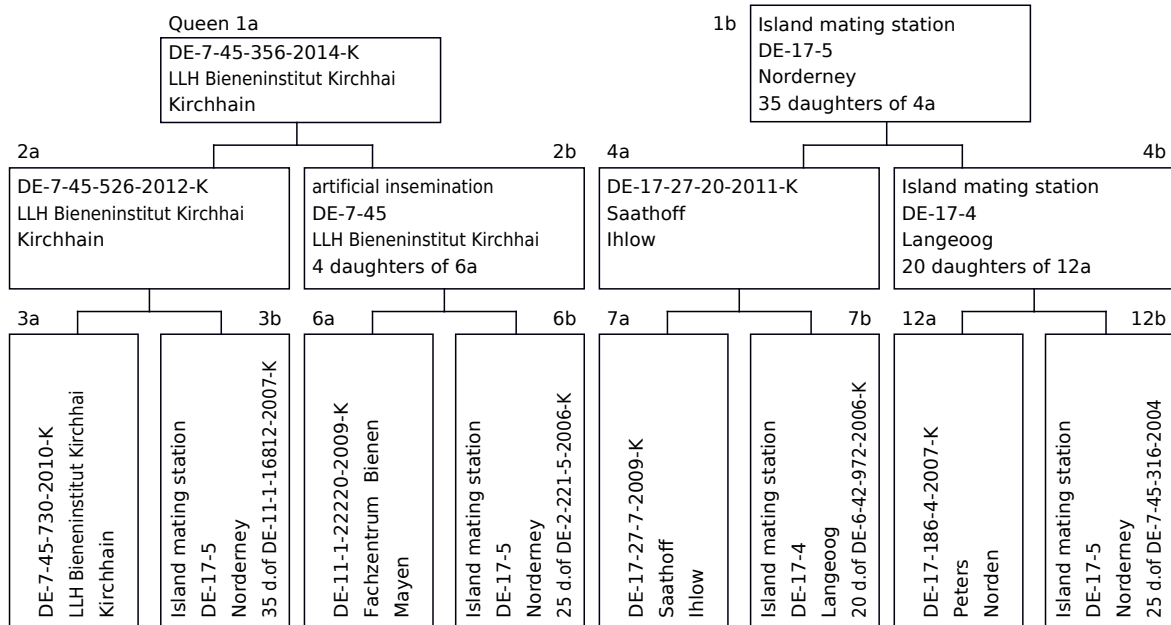 Queen 1a
DE-7-45-356-2014-K
LLH Bieneninstitut Kirchhai
Kirchhain
1b
Island mating station
DE-17-5
Norderney
35 daughters of 4a
2a
DE-7-45-526-2012-K
LLH Bieneninstitut Kirchhai
Kirchhain
2b
artificial insemination
DE-7-45
LLH Bieneninstitut Kirchhai
4 daughters of 6a
4a
DE-17-27-20-2011-K
Saathoff
Ihlow
4b
Island mating station
DE-17-4
Langeoog
20 daughters of 12a
3a
DE-7-45-730-2010-K
LLH Bieneninstitut Kirchhai
Kirchhain
3b
Island mating station
DE-17-5
Norderney
35 d.of DE-11-1-16812-2007-K
6a
DE-11-1-22220-2009-K
Fachzentrum Bienen
Mayen
6b
Island mating station
DE-17-5
Norderney
25 d.of DE-2-221-5-2006-K
7a
DE-17-27-7-2009-K
Saathoff
Ihlow
7b
Island mating station
DE-17-4
Langeoog
20 d.of DE-6-42-972-2006-K
12a
DE-17-186-4-2007-K
Peters
Norden
12b
Island mating station
DE-17-5
Norderney
25 d.of DE-7-45-316-2004